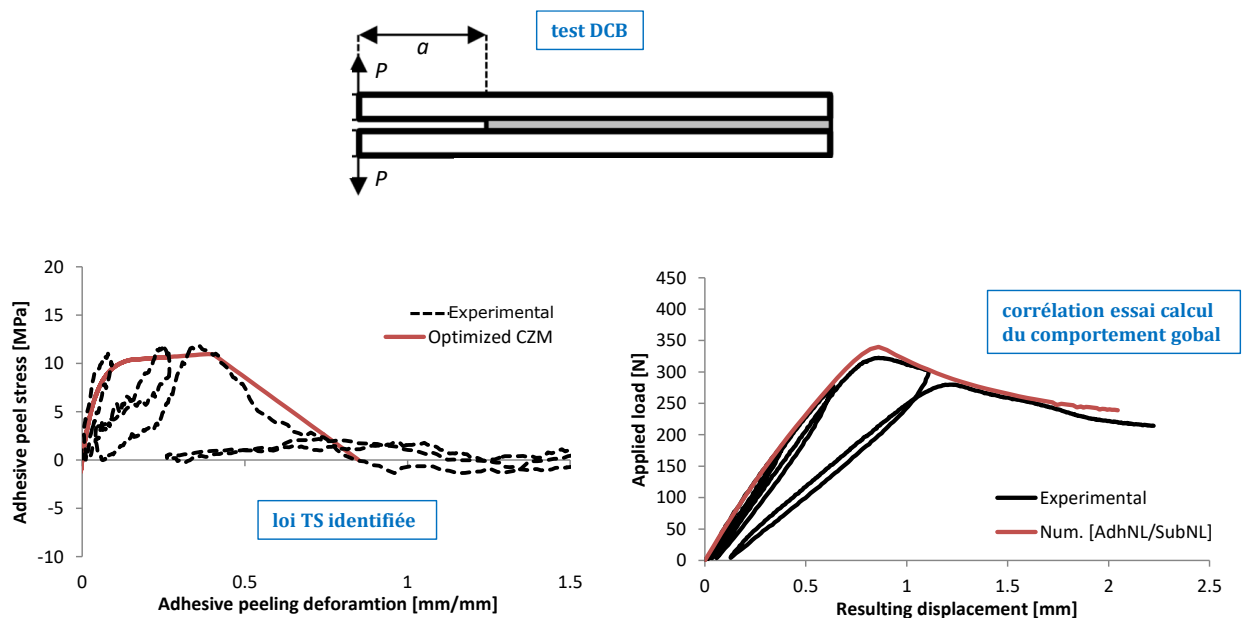 test DCB
a
P
P
20
15
10
5
0
-5
-10
Adhesive peel stress [MPa]
Experimental
Optimized CZM
loi TS identifiée
0
0.5
1
1.5
Adhesive peeling deforamtion [mm/mm]
450
400
350
300
250
200
150
100
50
0
Applied load [N]
corrélation essai calcul
du comportement gobal
Experimental
Num. [AdhNL/SubNL]
0
0.5
1
1.5
2
2.5
Resulting displacement [mm]